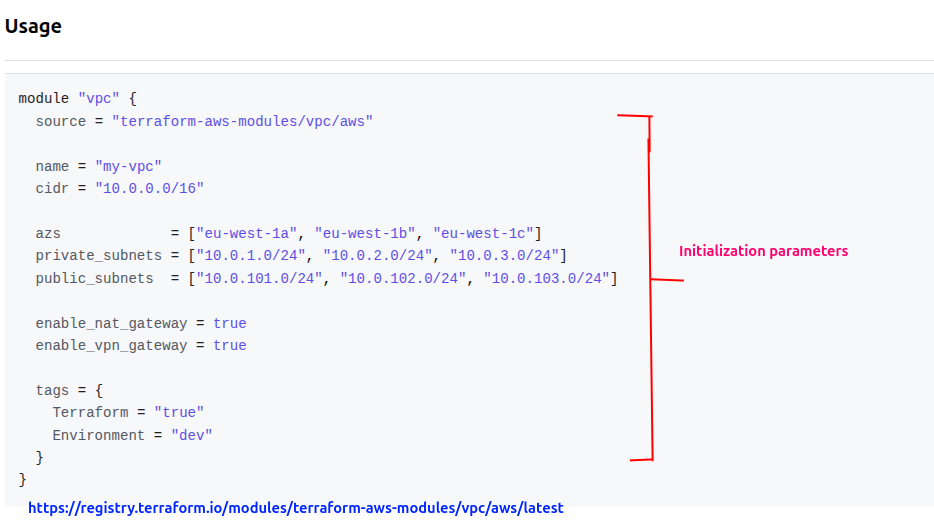 Usage
module "vpc" {
  source = "terraform-aws-modules/vpc/aws"
  name = "my-vpc"
  cidr = "10.0.0.0/16"
  azs             = ["eu-west-1a", "eu-west-1b", "eu-west-1c"]
  private_subnets = ["10.0.1.0/24", "10.0.2.0/24", "10.0.3.0/24"]
  public_subnets  = ["10.0.101.0/24", "10.0.102.0/24", "10.0.103.0/24"]
  enable_nat_gateway = true
  enable_vpn_gateway = true
  tags = {
    Terraform = "true"
    Environment = "dev"
  }
}
Initialization parameters
https://registry.terraform.io/modules/terraform-aws-modules/vpc/aws/latest